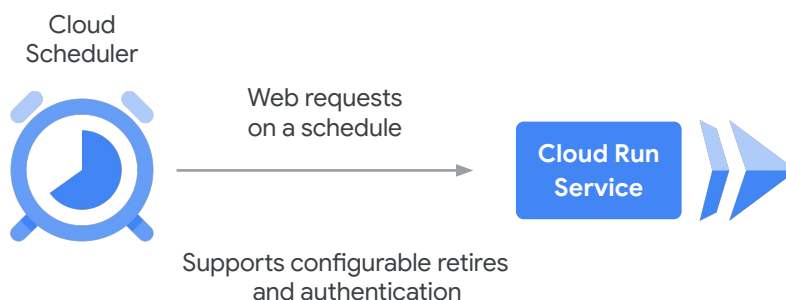 Cloud
Scheduler
Web requests
on a schedule
Cloud Run
Service
Supports configurable retires
and authentication